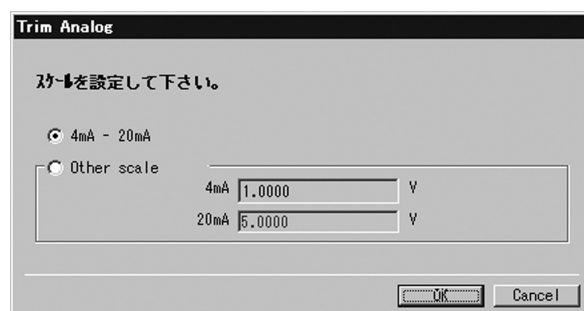 Trim Analog
ｽｹｰﾙを設定して下さい。
4mA - 20mA
Other scale
4mA 1.0000 V
20mA 5.0000 V
OK Cancel